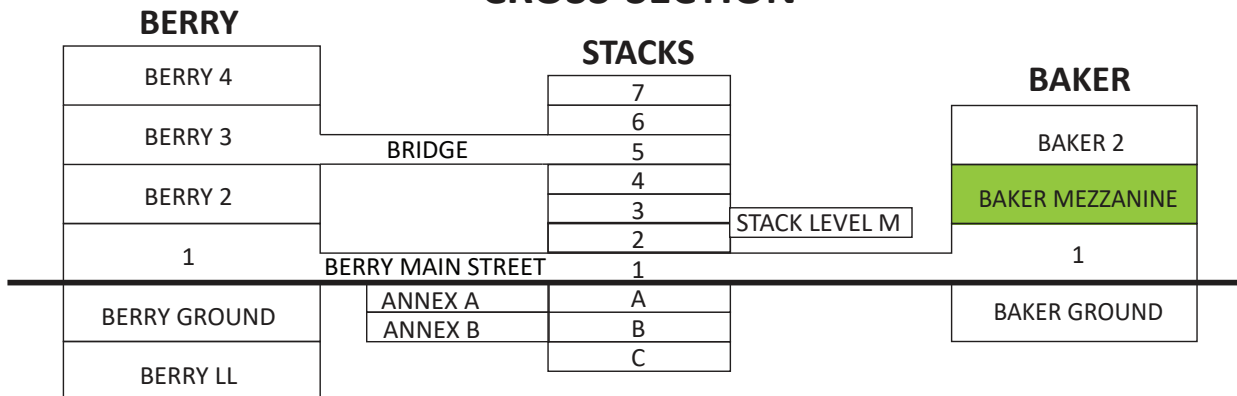 BERRY
BERRY 4
BERRY 3
BERRY 2
1
BERRY GROUND
BERRY LL
BRIDGE
BERRY MAIN STREET
ANNEX A
ANNEX B
STACKS
7
6
5
4
3
2
1
A
B
C
STACK LEVEL M
BAKER
BAKER 2
BAKER MEZZANINE
1
BAKER GROUND